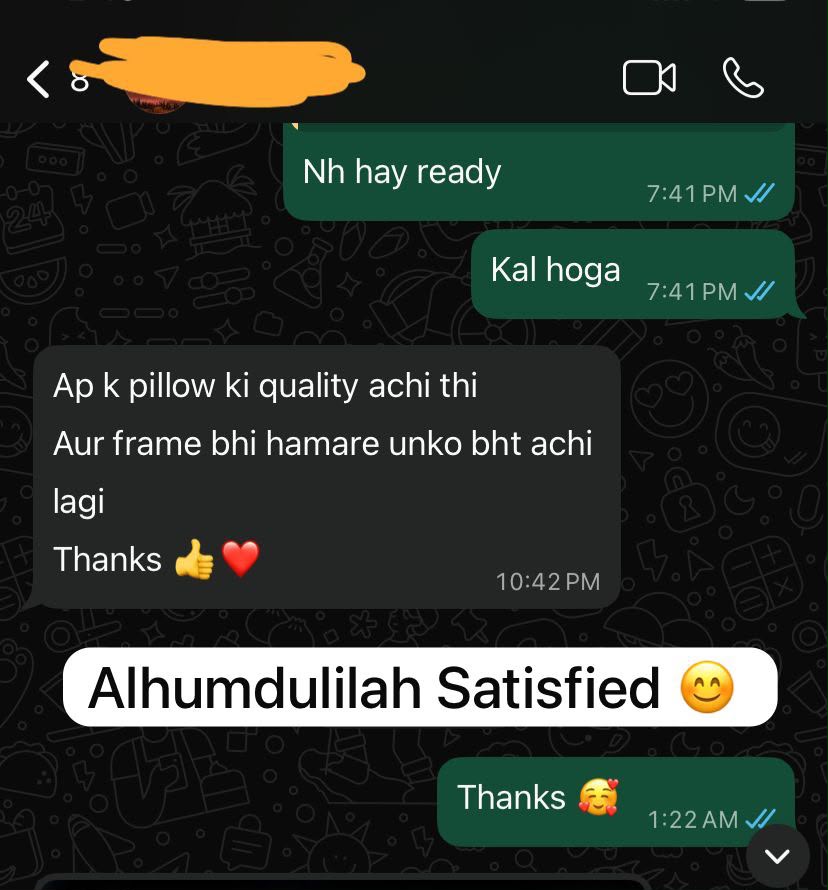 8
Nh hay ready
7:41 PM
Kal hoga
7:41 PM
Ap k pillow ki quality achi thi
Aur frame bhi hamare unko bht achi
lagi
Thanks 👍❤️
10:42 PM
Alhumdulilah Satisfied 😊
Thanks 🥰
1:22 AM